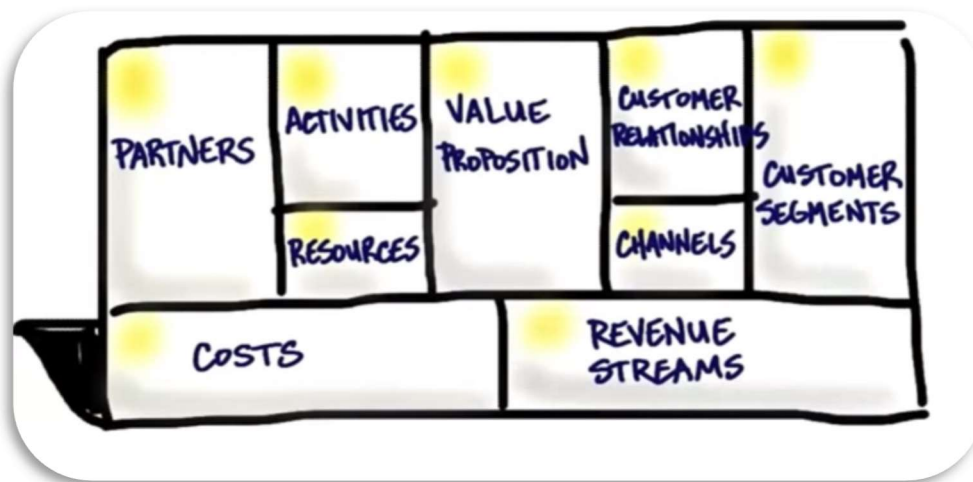 PARTNERS
ACTIVITIES
RESOURCES
VALUE
PROPOSITION
CUSTOMER
RELATIONSHIPS
CHANNELS
CUSTOMER
SEGMENTS
COSTS
REVENUE
STREAMS